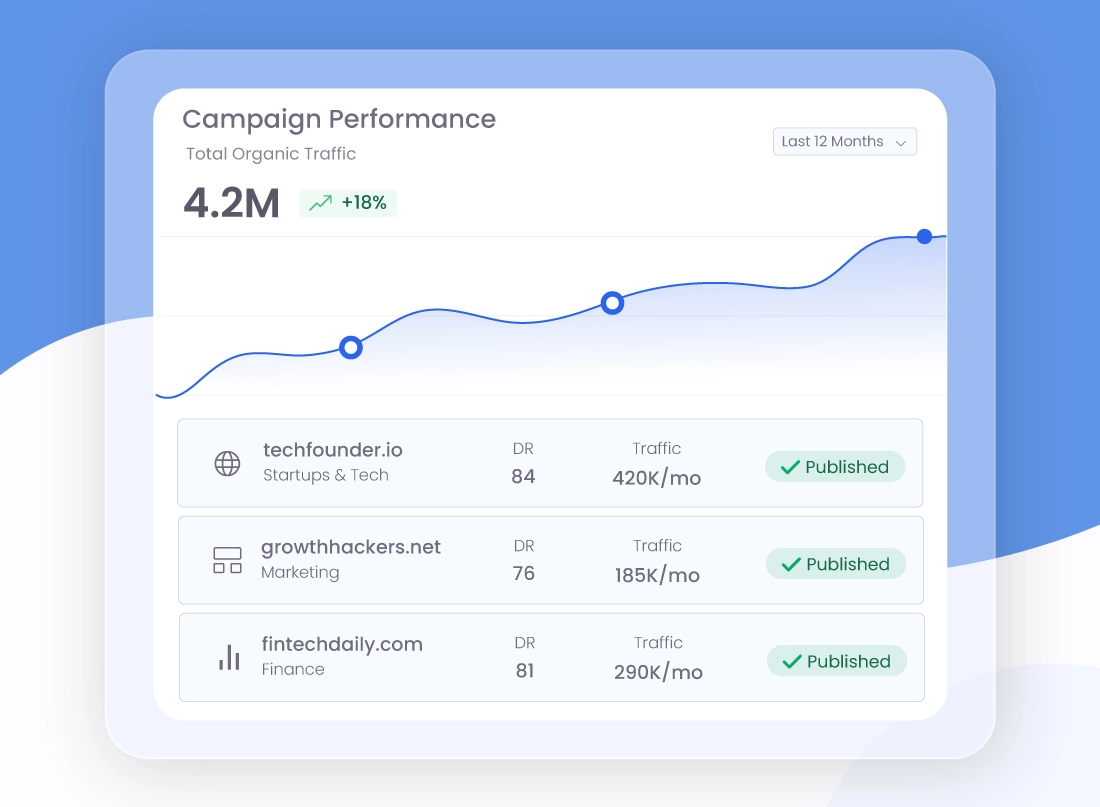 Campaign Performance
Total Organic Traffic
Last 12 Months
4.2M
+18%
techfounder.io
Startups & Tech
DR
84
Traffic
420K/mo
Published
growthhackers.net
Marketing
DR
76
Traffic
185K/mo
Published
fintechdaily.com
Finance
DR
81
Traffic
290K/mo
Published